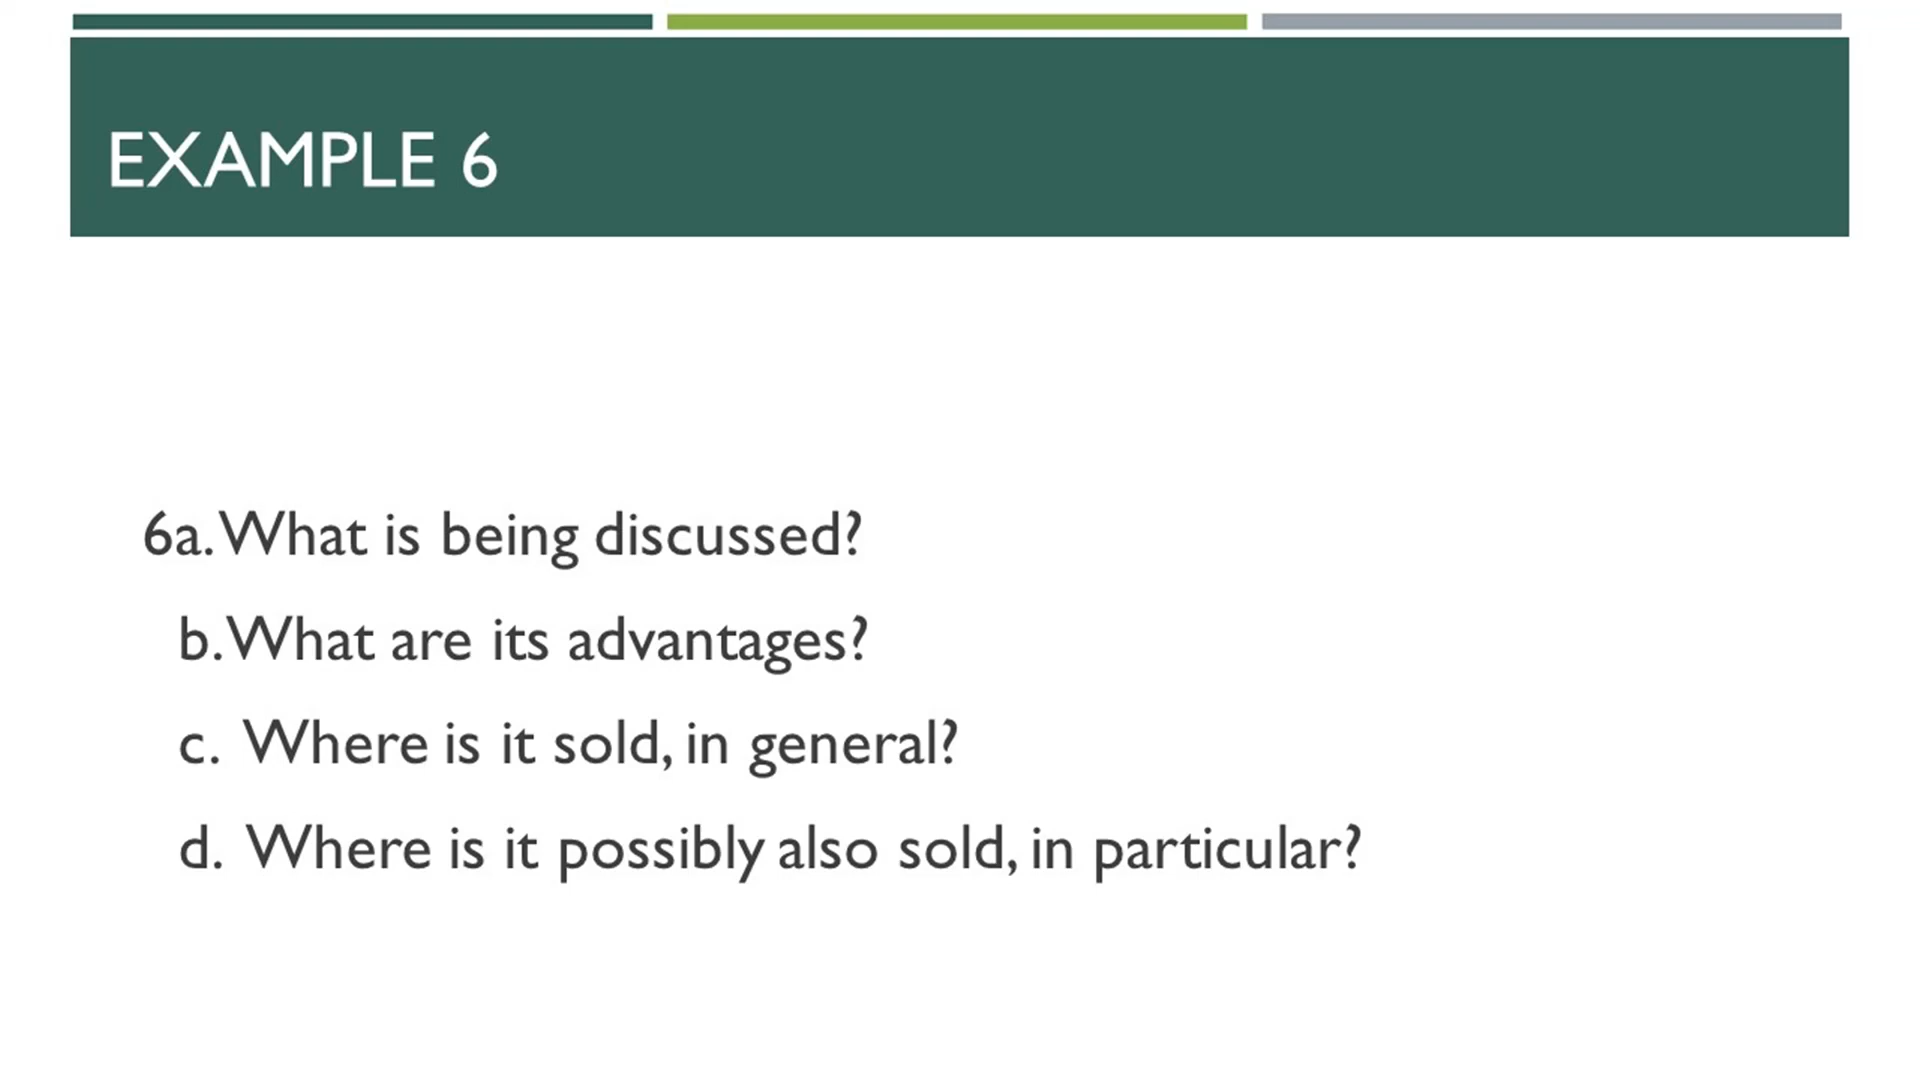 EXAMPLE 6
6a. What is being discussed?
b. What are its advantages?
c. Where is it sold, in general?
d. Where is it possibly also sold, in particular?